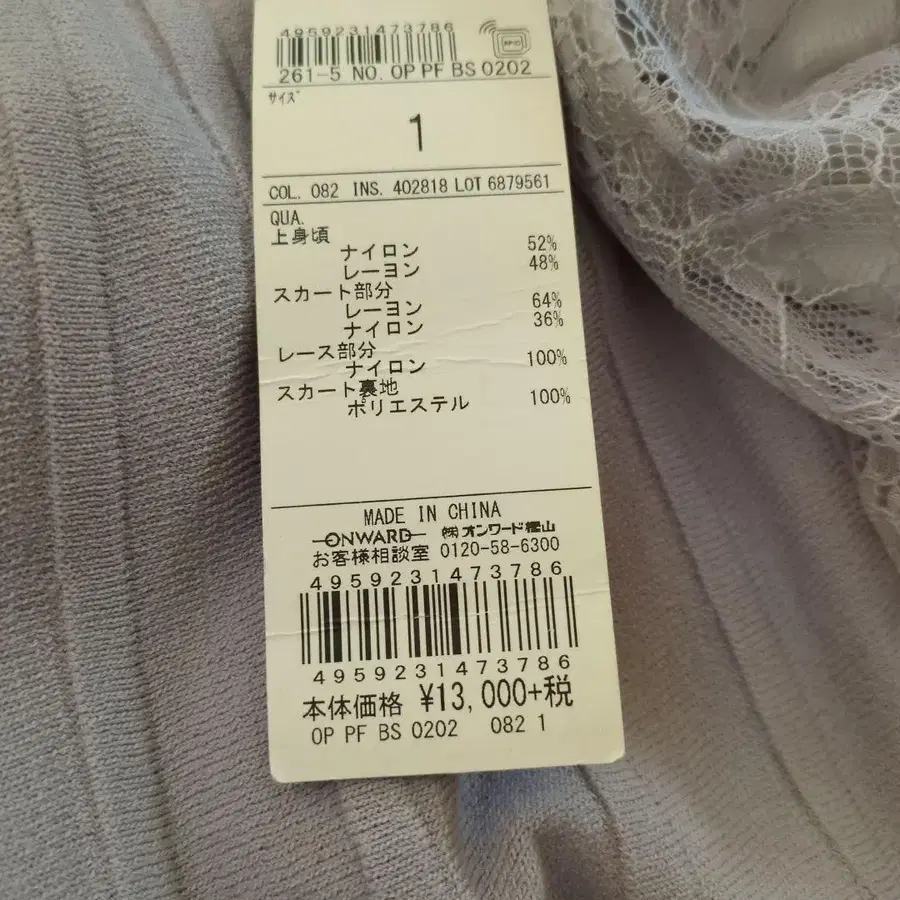 4959231473786
RFID
261-5 NO. OP PF BS 0202
サイズ
1
COL. 082 INS. 402818 LOT 6879561
QUA.
上身頃
ナイロン 52%
レーヨン 48%
スカート部分
レーヨン 64%
ナイロン 36%
レース部分
ナイロン 100%
スカート裏地
ポリエステル 100%
MADE IN CHINA
ONWARD ㈱オンワード樫山
お客様相談室 0120-58-6300
4959231473786
4959231473786
本体価格 ¥13,000+税
OP PF BS 0202 082 1